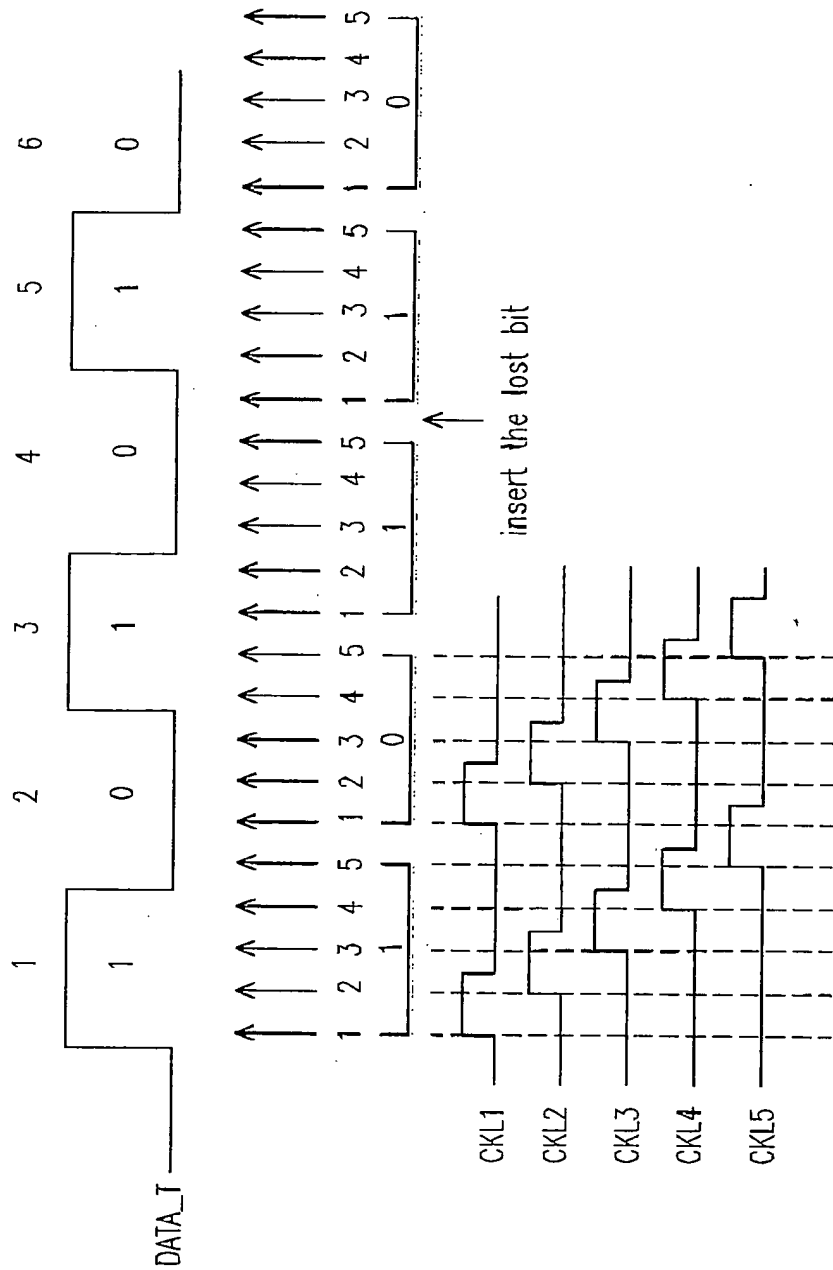 1 2 3 4 5 6
DATA_T 1 0 1 0 1 0
1 2 3 4 5 1 2 3 4 5 1 2 3 4 5 1 2 3 4 5 1 2 3 4 5
1 0 1 1 0
insert the lost bit
CKL1
CKL2
CKL3
CKL4
CKL5